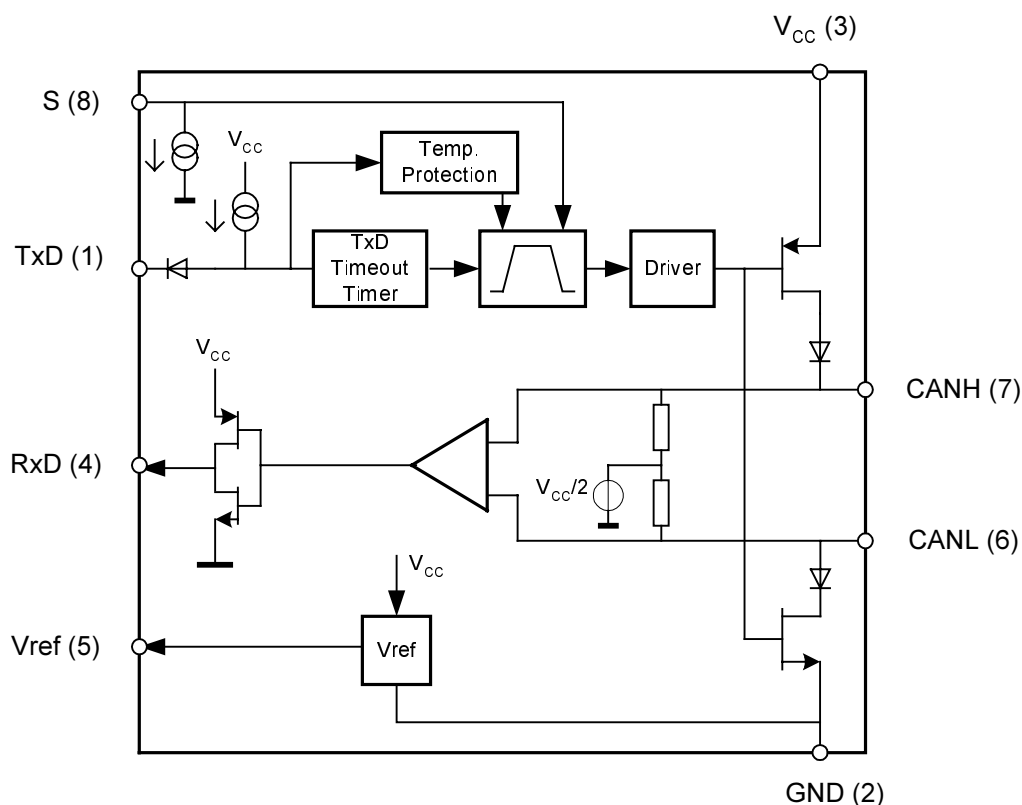 V_CC (3)
S (8)
V_CC
Temp.
Protection
TxD (1)
TxD
Timeout
Timer
Driver
V_CC
CANH (7)
RxD (4)
V_CC/2
CANL (6)
V_CC
Vref (5)
Vref
GND (2)